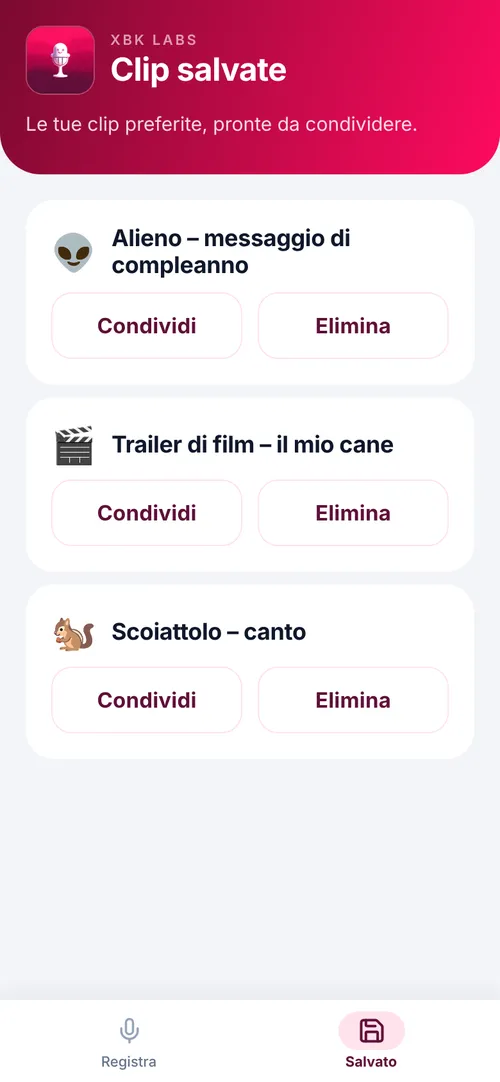 XBK LABS
Clip salvate
Le tue clip preferite, pronte da condividere.
Alieno – messaggio di
compleanno
Condividi
Elimina
Trailer di film – il mio cane
Condividi
Elimina
Scoiattolo – canto
Condividi
Elimina
Registra
Salvato